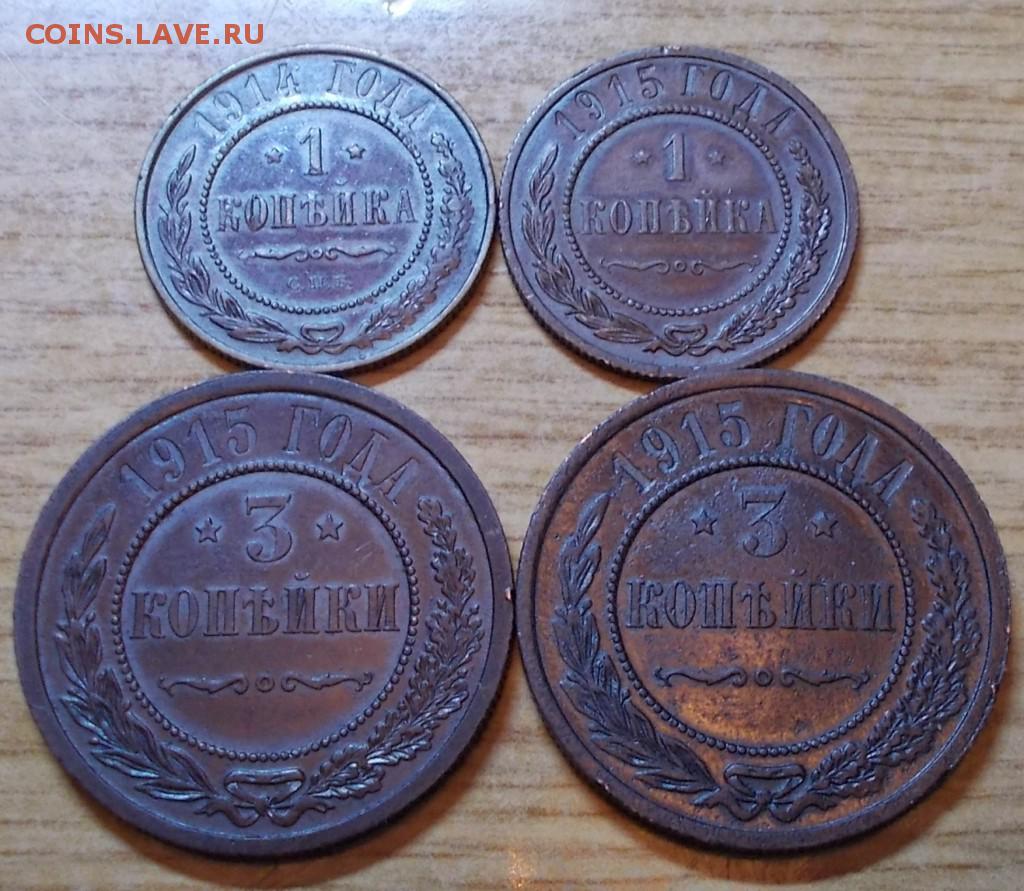 COINS.LAVE.RU
1914 ГОДА
1
КОПѢЙКА
С.П.Б.
1915 ГОДА
1
КОПѢЙКА
1915 ГОДА
3
КОПѢЙКИ
1915 ГОДА
3
КОПѢЙКИ